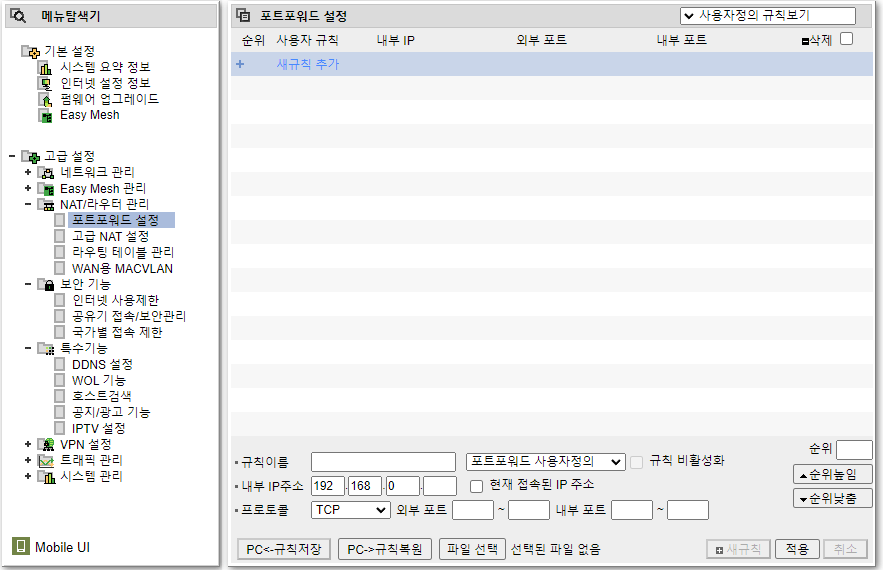 메뉴탐색기
기본 설정
시스템 요약 정보
인터넷 설정 정보
펌웨어 업그레이드
Easy Mesh
고급 설정
네트워크 관리
Easy Mesh 관리
NAT/라우터 관리
포트포워드 설정
고급 NAT 설정
라우팅 테이블 관리
WAN용 MACVLAN
보안 기능
인터넷 사용제한
공유기 접속/보안관리
국가별 접속 제한
특수기능
DDNS 설정
WOL 기능
호스트검색
공지/광고 기능
IPTV 설정
VPN 설정
트래픽 관리
시스템 관리
Mobile UI
포트포워드 설정 사용자정의 규칙보기
순위 사용자 규칙 내부 IP 외부 포트 내부 포트 삭제
+ 새규칙 추가
순위
규칙이름 포트포워드 사용자정의 규칙 비활성화
순위높임
내부 IP주소 192 . 168 . 0 . 현재 접속된 IP 주소
순위낮춤
프로토콜 TCP 외부 포트 ~ 내부 포트 ~
PC<-규칙저장 PC->규칙복원 파일 선택 선택된 파일 없음 새규칙 적용 취소